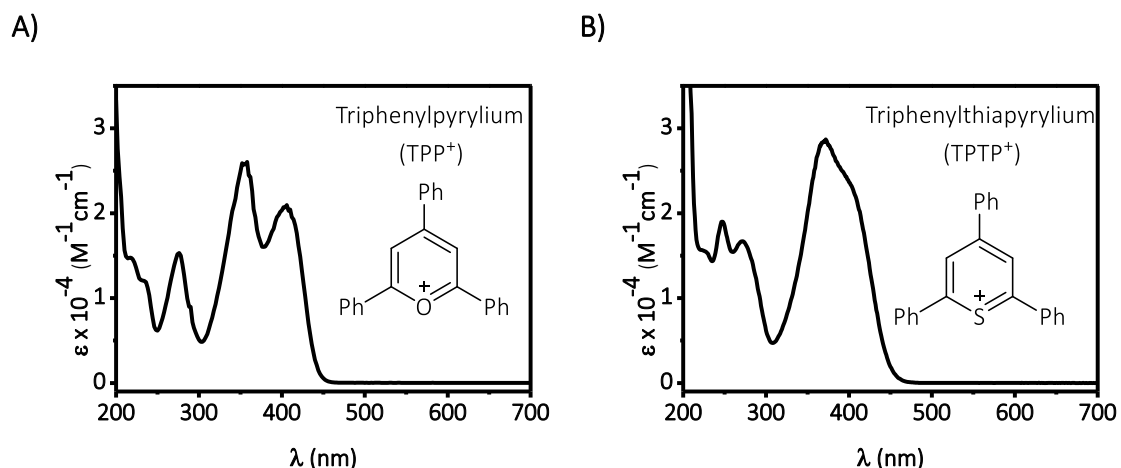 A)
Triphenylpyrylium
(TPP⁺)
Ph
Ph
Ph
+
O
3
2
1
0
ε x 10⁻⁴ (M⁻¹cm⁻¹)
200 300 400 500 600 700
λ (nm)
B)
Triphenylthiapyrylium
(TPTP⁺)
Ph
Ph
Ph
+
S
3
2
1
0
ε x 10⁻⁴ (M⁻¹cm⁻¹)
200 300 400 500 600 700
λ (nm)